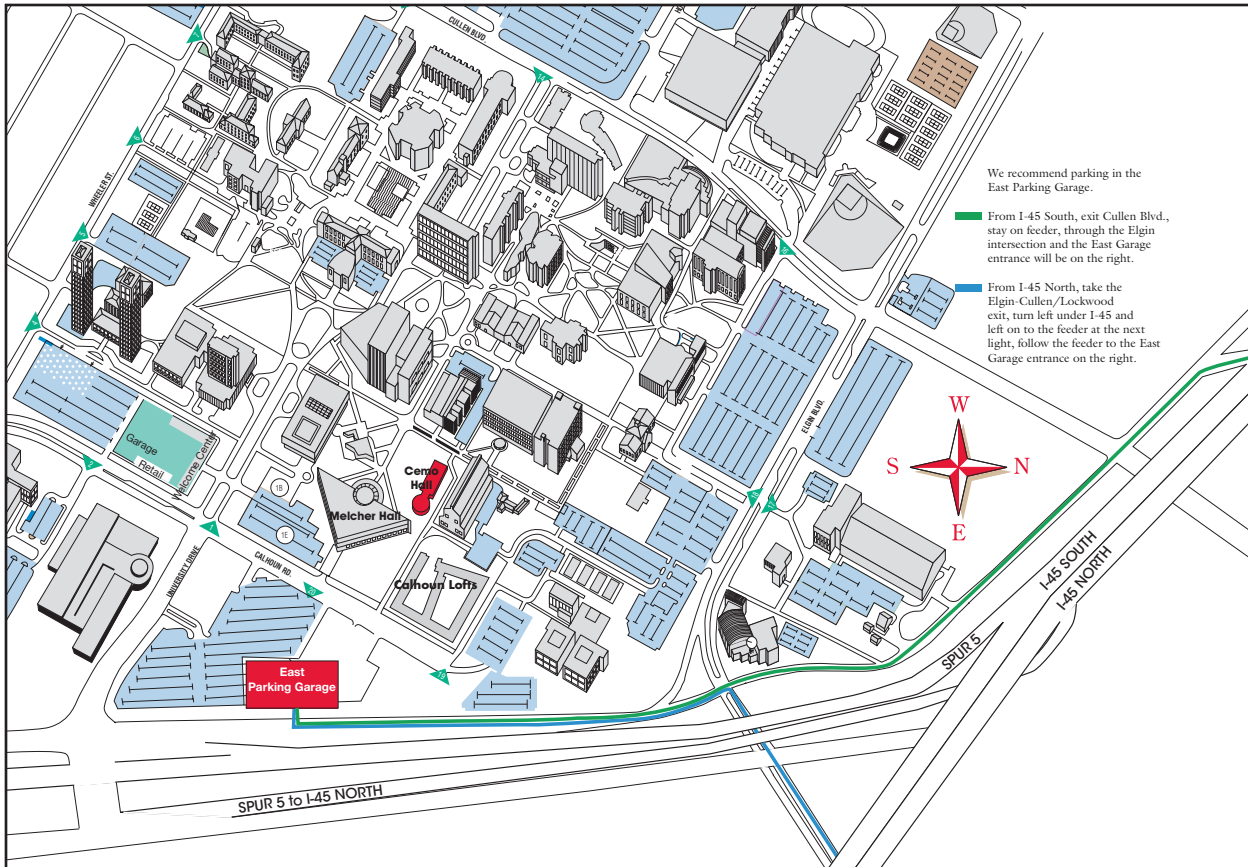 CULLEN BLVD
WHEELER ST.
We recommend parking in the
East Parking Garage.
From I-45 South, exit Cullen Blvd.,
stay on feeder, through the Elgin
intersection and the East Garage
entrance will be on the right.
From I-45 North, take the
Elgin-Cullen/Lockwood
exit, turn left under I-45 and
left on to the feeder at the next
light, follow the feeder to the East
Garage entrance on the right.
ELGIN BLVD.
W
S
N
E
Garage
Retail
Welcome Center
Cemo
Hall
Melcher Hall
1B
1E
1
20
19
UNIVERSITY DRIVE
CALHOUN RD.
Calhoun Lofts
I-45 SOUTH
I-45 NORTH
SPUR 5
East
Parking Garage
SPUR 5 to I-45 NORTH